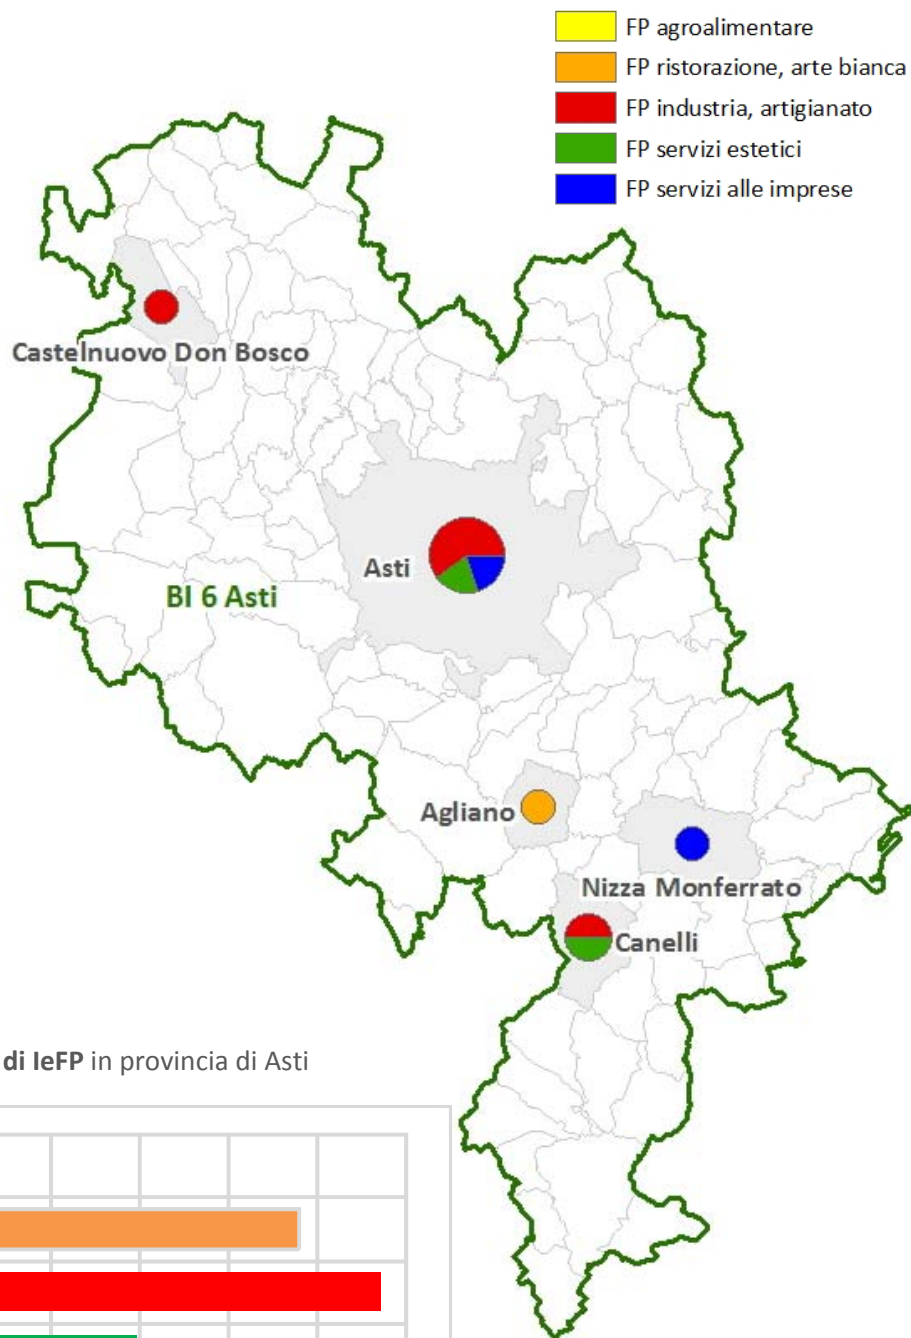 FP agroalimentare
FP ristorazione, arte bianca
FP industria, artigianato
FP servizi estetici
FP servizi alle imprese
Castelnuovo Don Bosco
Asti
BI 6 Asti
Agliano
Nizza Monferrato
Canelli
di IeFP in provincia di Asti